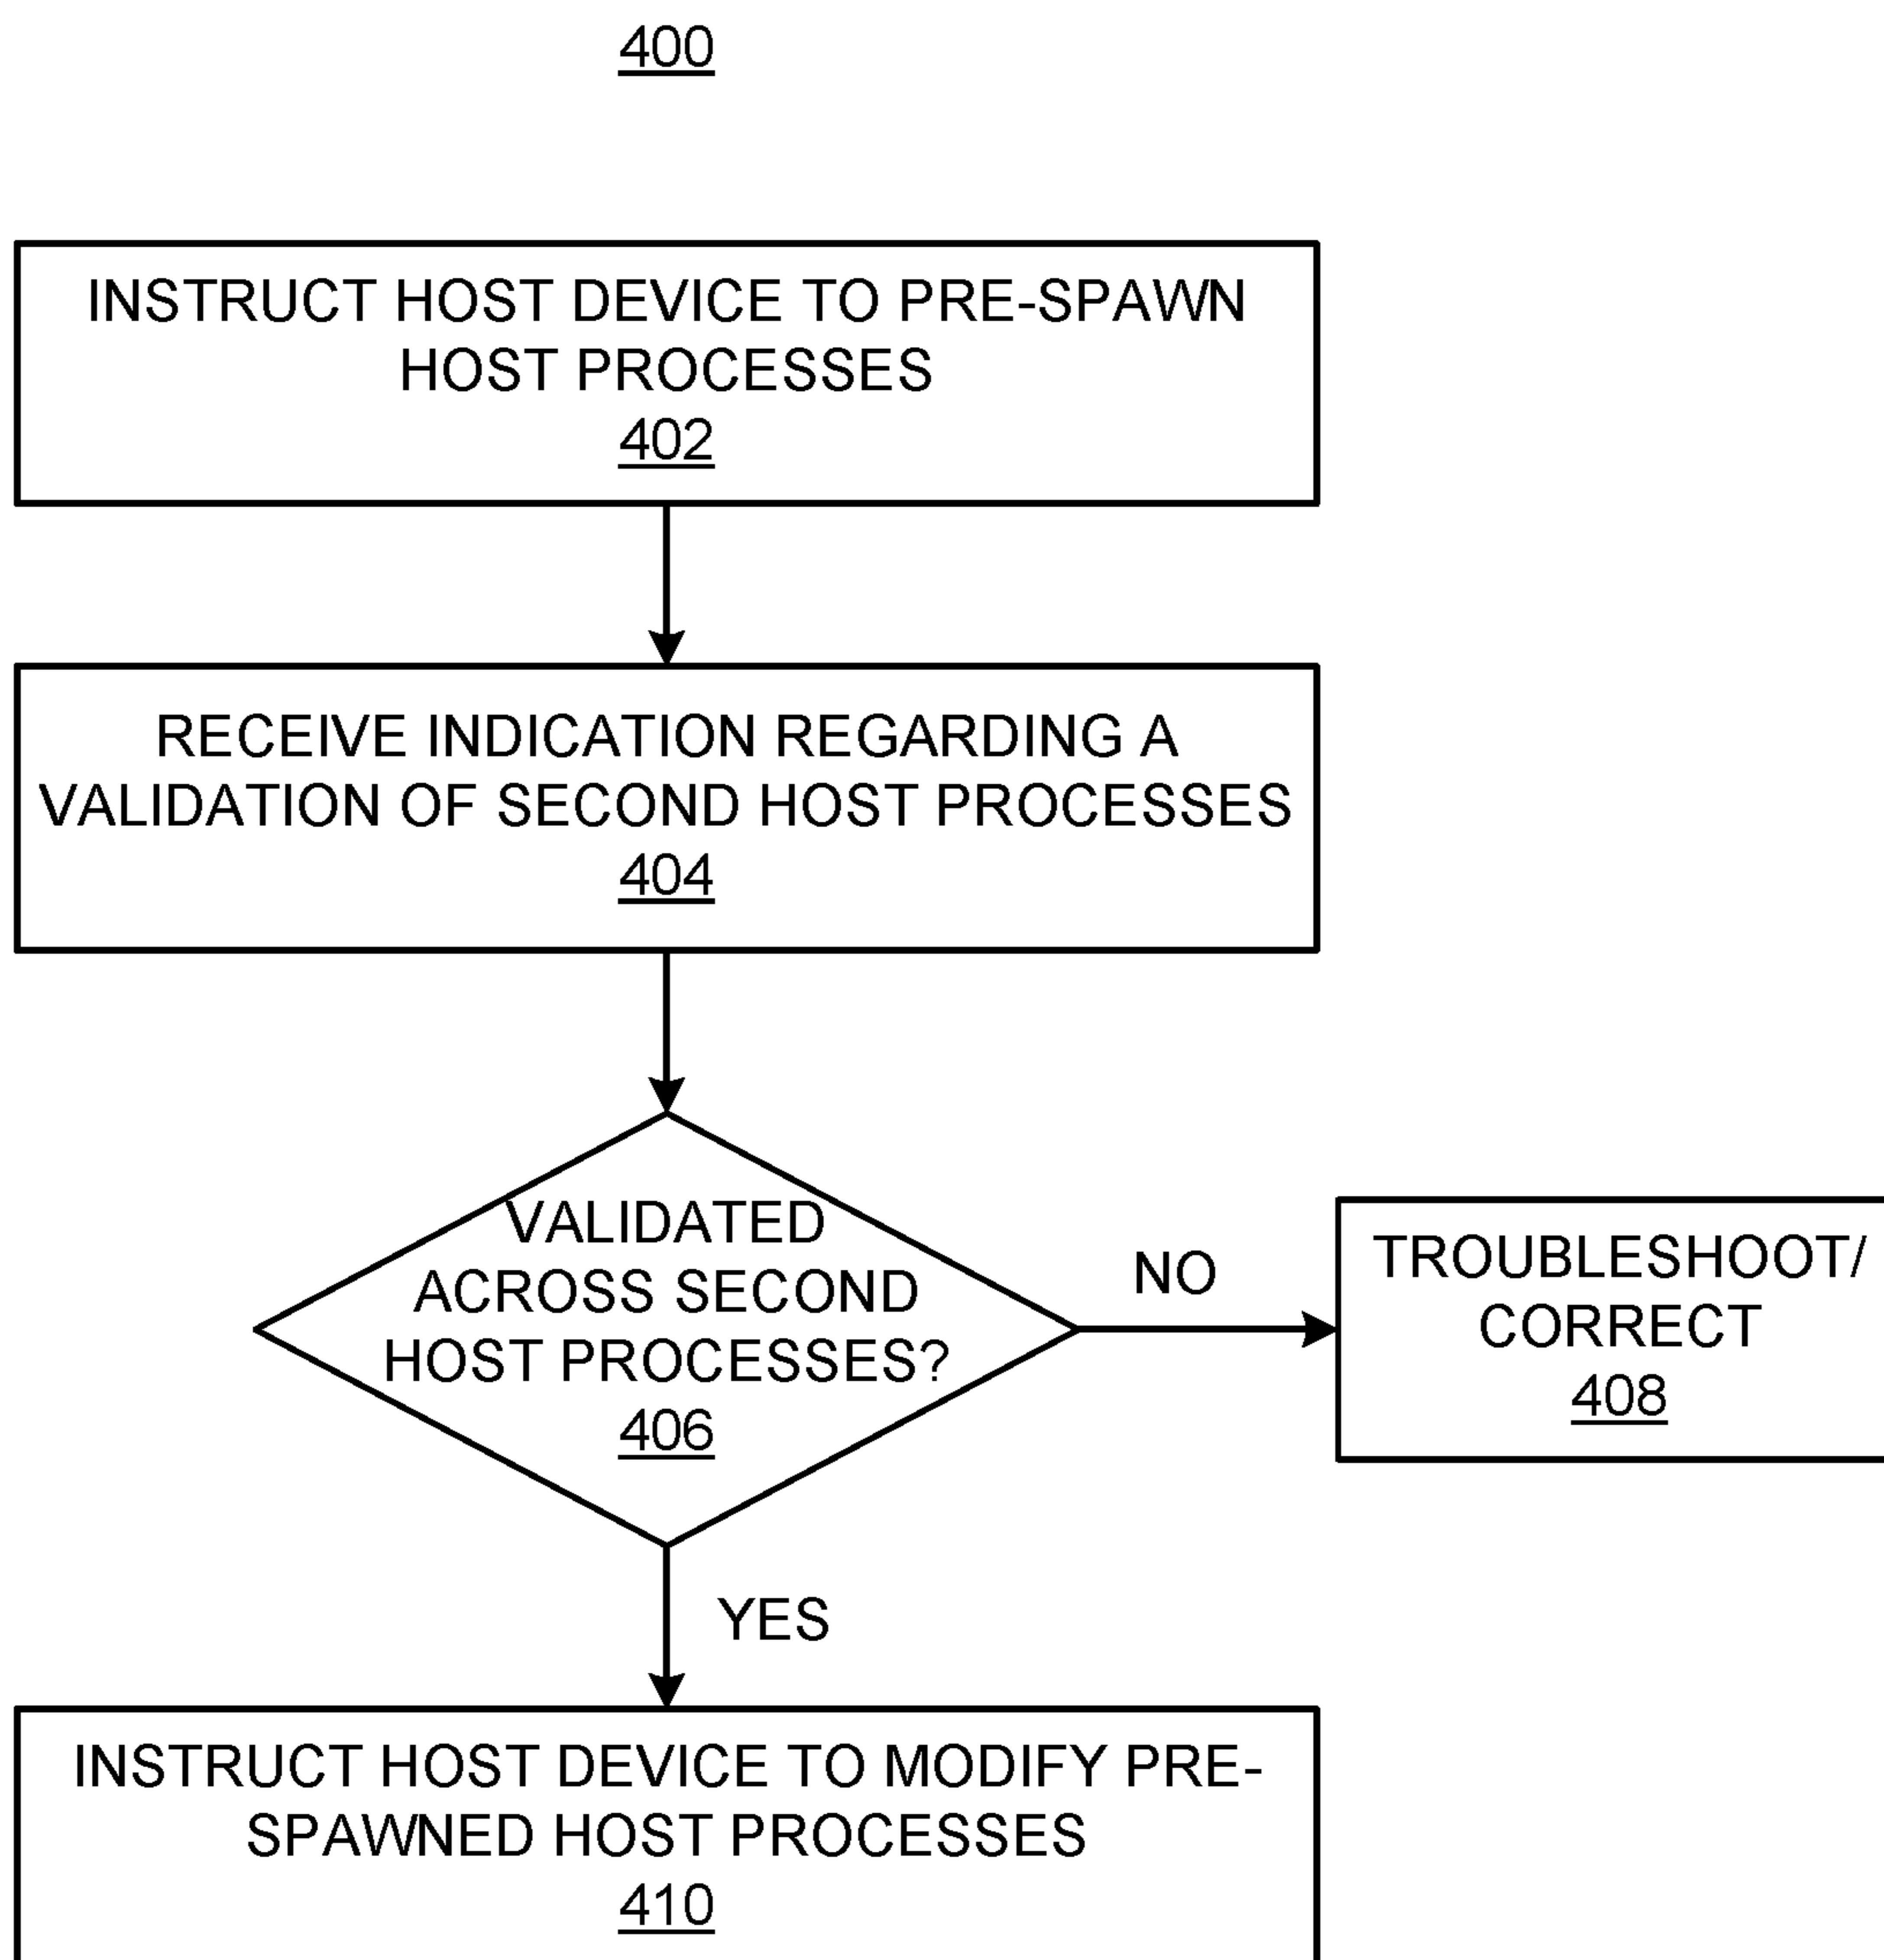 400
INSTRUCT HOST DEVICE TO PRE-SPAWN
HOST PROCESSES
402
RECEIVE INDICATION REGARDING A
VALIDATION OF SECOND HOST PROCESSES
404
VALIDATED
ACROSS SECOND
HOST PROCESSES?
406
NO
TROUBLESHOOT/
CORRECT
408
YES
INSTRUCT HOST DEVICE TO MODIFY PRE-
SPAWNED HOST PROCESSES
410